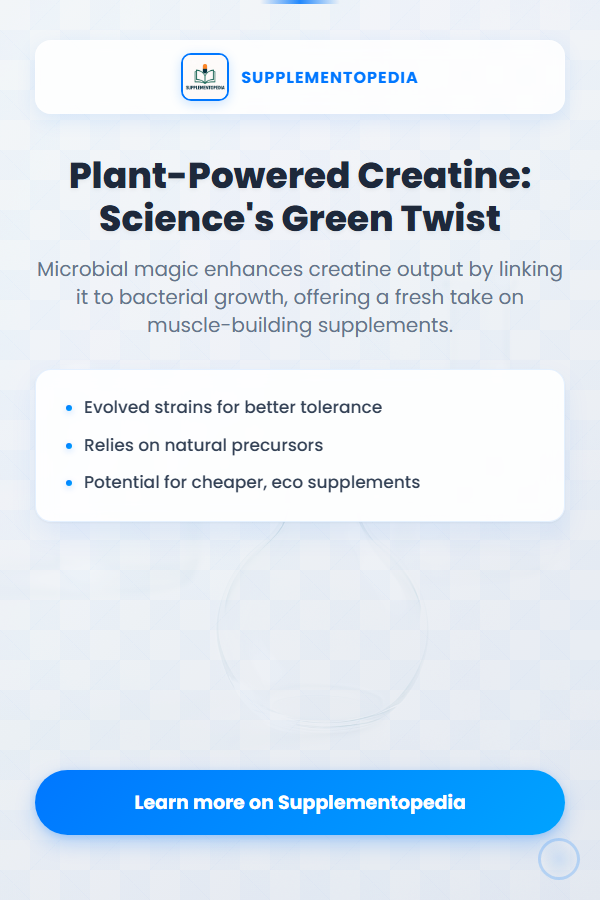 SUPPLEMENTOPEDIA
SUPPLEMENTOPEDIA
Plant-Powered Creatine:
Science's Green Twist
Microbial magic enhances creatine output by linking
it to bacterial growth, offering a fresh take on
muscle-building supplements.
Evolved strains for better tolerance
Relies on natural precursors
Potential for cheaper, eco supplements
Learn more on Supplementopedia